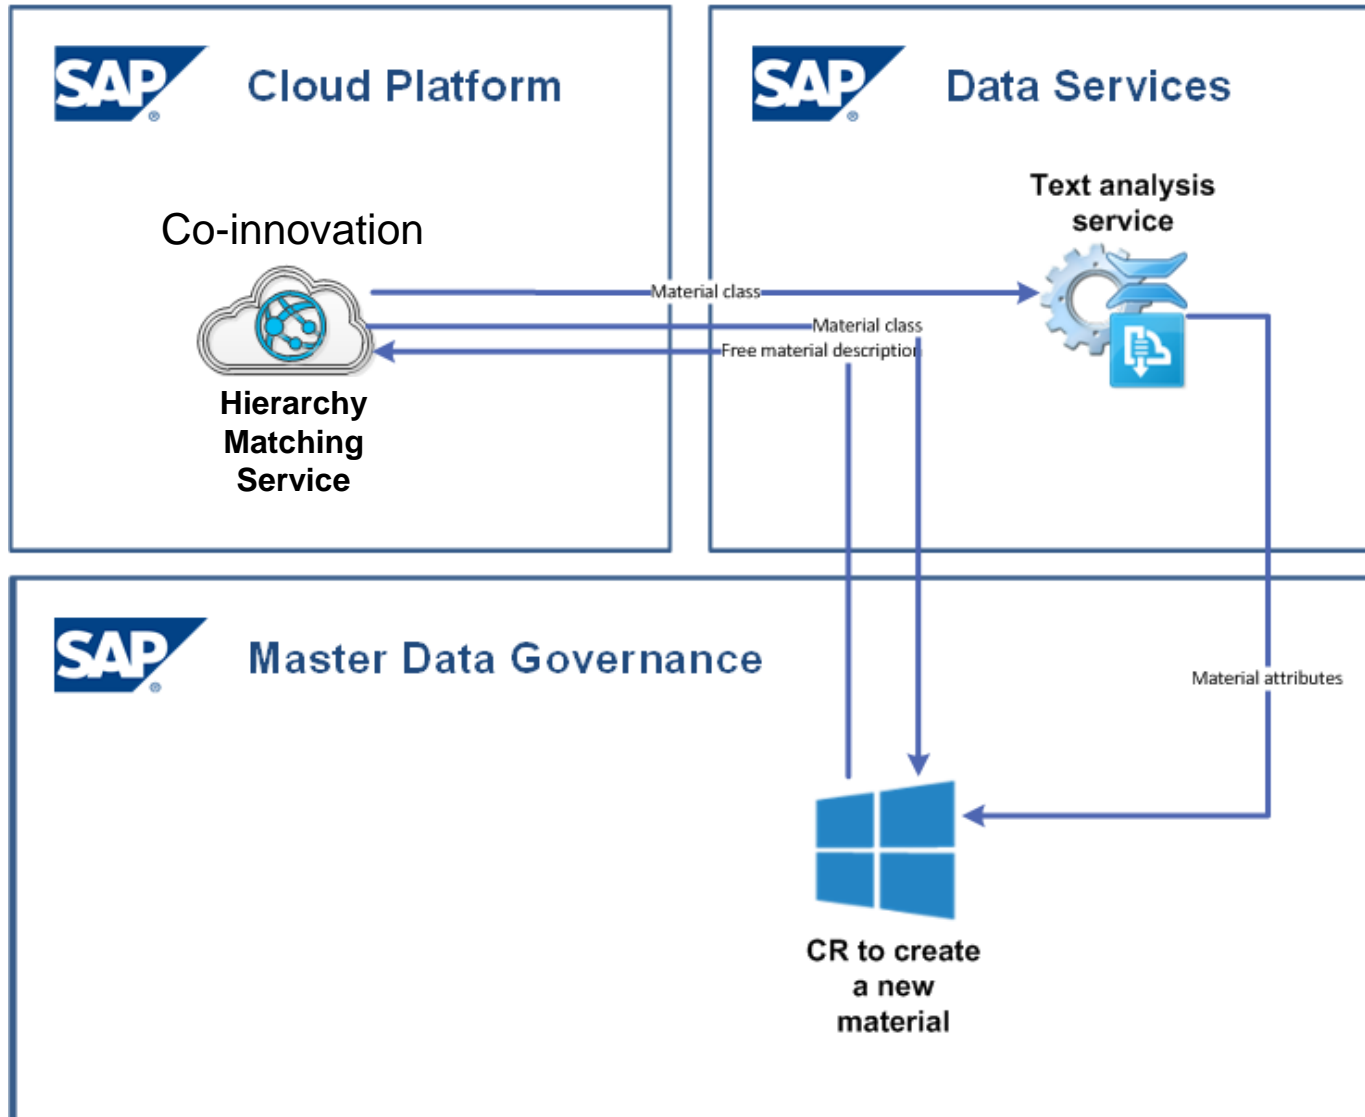 SAP
®
Cloud Platform
SAP
®
Data Services
Text analysis
service
Co-innovation
Material class
Material class
Free material description
Hierarchy
Matching
Service
SAP
®
Master Data Governance
Material attributes
CR to create
a new
material